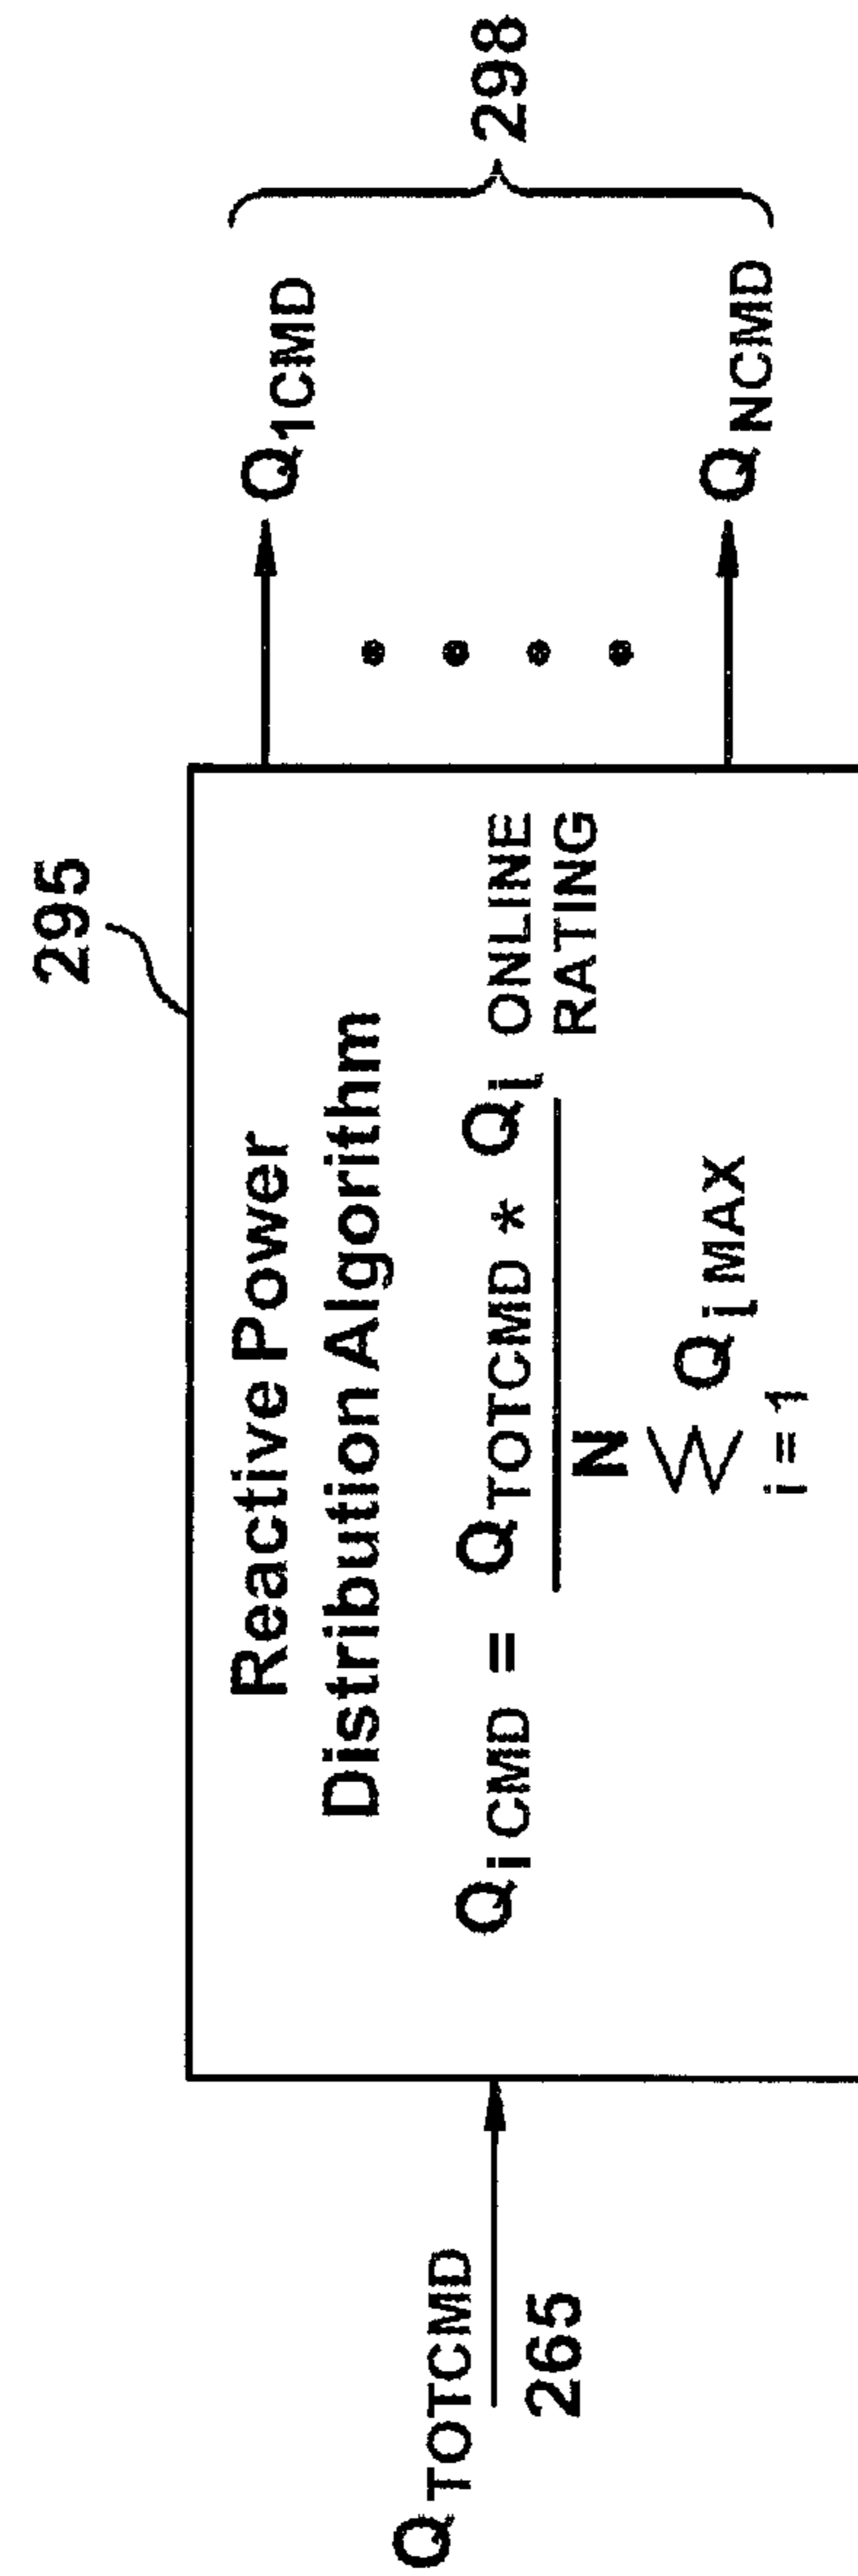 295
Reactive Power
Distribution Algorithm
Q i CMD = Q TOTCMD * Q i ONLINE RATING
N
∑ Q i MAX
i = 1
Q TOTCMD
265
Q 1CMD
Q NCMD
298